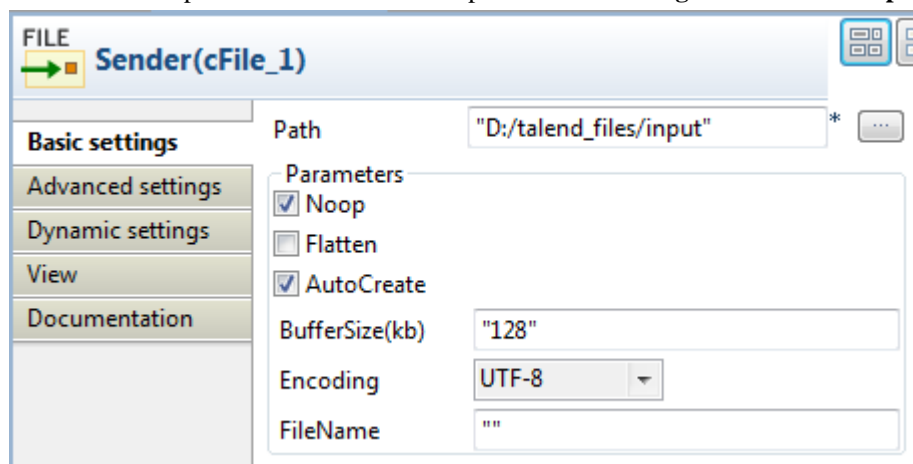 FILE
Sender(cFile_1)
Basic settings
Advanced settings
Dynamic settings
View
Documentation
Path "D:/talend_files/input" * ...
Parameters
Noop
Flatten
AutoCreate
BufferSize(kb) "128"
Encoding UTF-8
FileName ""